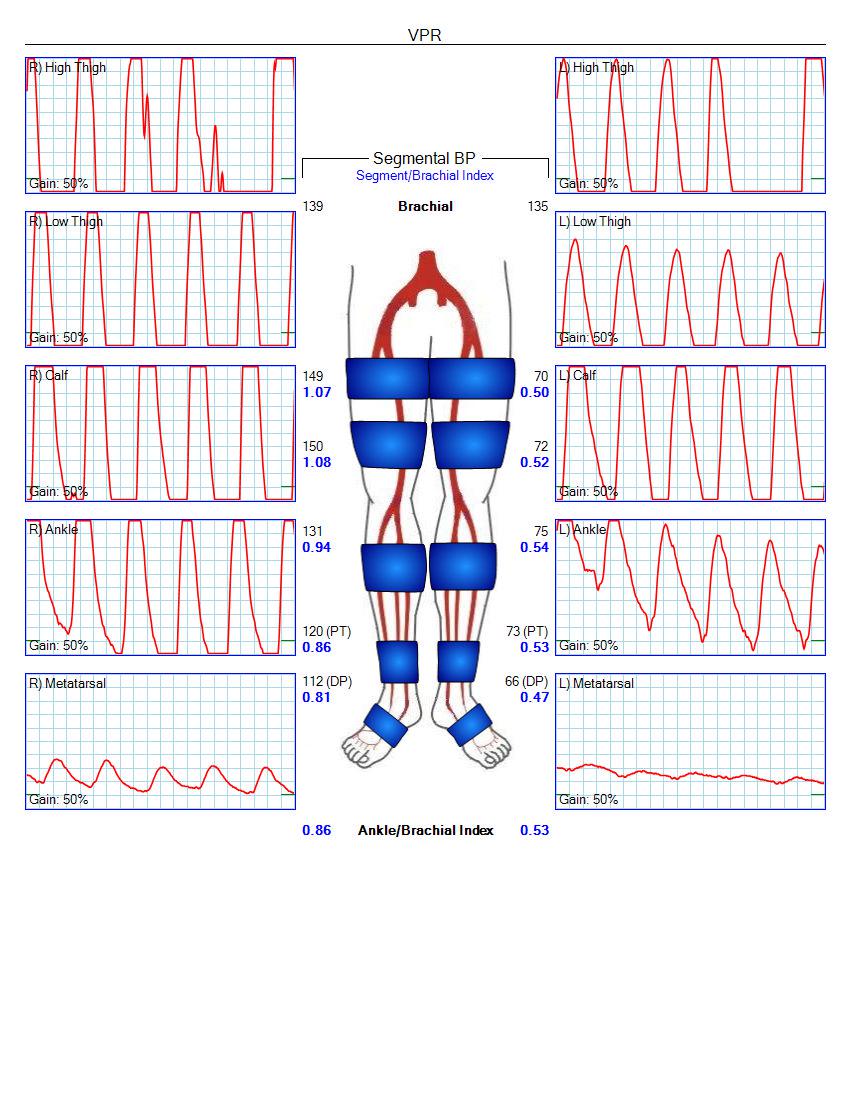 VPR
R) High Thigh
Gain: 50%
L) High Thigh
Gain: 50%
Segmental BP
Segment/Brachial Index
139 Brachial 135
R) Low Thigh
Gain: 50%
L) Low Thigh
Gain: 50%
R) Calf
Gain: 50%
149
1.07
70
0.50
L) Calf
Gain: 50%
150
1.08
72
0.52
R) Ankle
Gain: 50%
131
0.94
75
0.54
L) Ankle
Gain: 50%
120 (PT)
0.86
73 (PT)
0.53
R) Metatarsal
Gain: 50%
112 (DP)
0.81
66 (DP)
0.47
L) Metatarsal
Gain: 50%
0.86 Ankle/Brachial Index 0.53